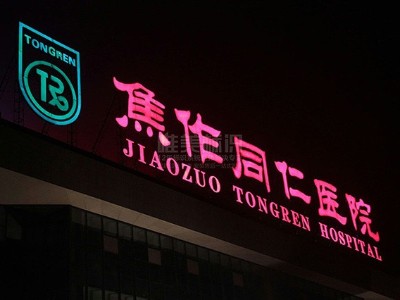 TONGREN
焦作同仁医院
JIAOZUO TONGREN HOSPITAL